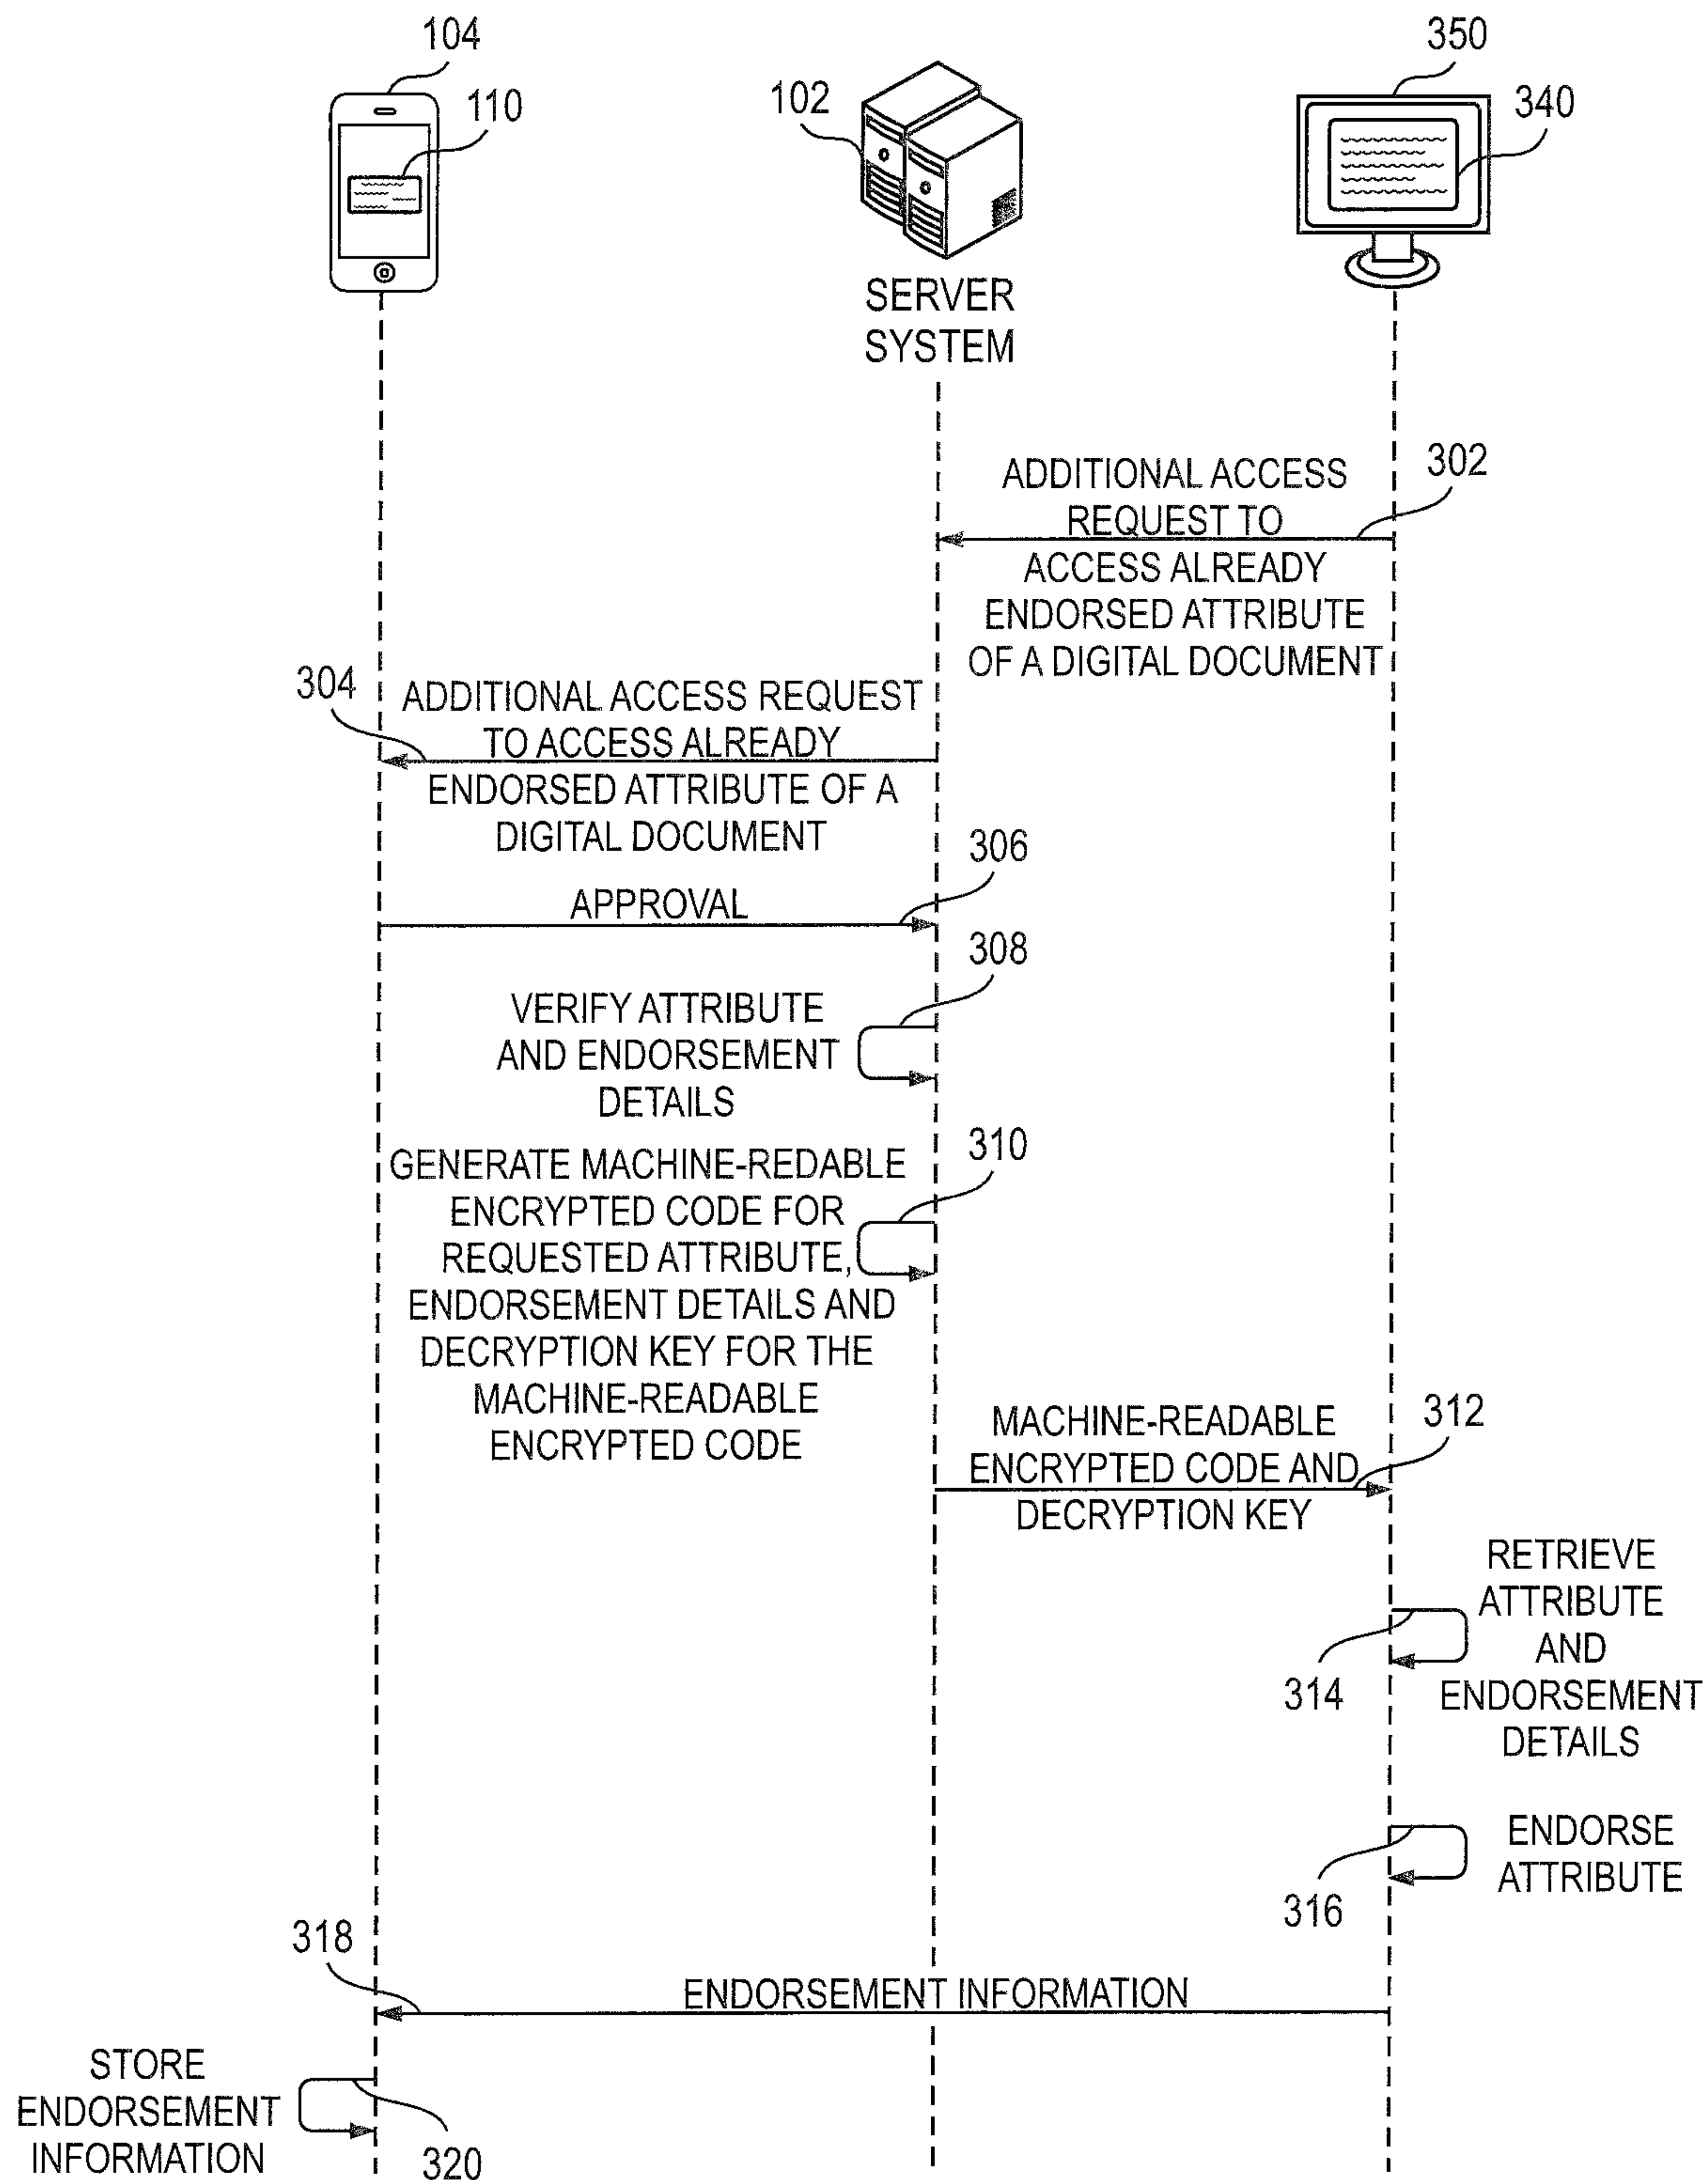 104
110
102
350
340
SERVER
SYSTEM
302
ADDITIONAL ACCESS
REQUEST TO
ACCESS ALREADY
ENDORSED ATTRIBUTE
OF A DIGITAL DOCUMENT
304
ADDITIONAL ACCESS REQUEST
TO ACCESS ALREADY
ENDORSED ATTRIBUTE OF A
DIGITAL DOCUMENT
306
APPROVAL
308
VERIFY ATTRIBUTE
AND ENDORSEMENT
DETAILS
310
GENERATE MACHINE-REDABLE
ENCRYPTED CODE FOR
REQUESTED ATTRIBUTE,
ENDORSEMENT DETAILS AND
DECRYPTION KEY FOR THE
MACHINE-READABLE
ENCRYPTED CODE
312
MACHINE-READABLE
ENCRYPTED CODE AND
DECRYPTION KEY
RETRIEVE
ATTRIBUTE
AND
ENDORSEMENT
DETAILS
314
ENDORSE
ATTRIBUTE
316
318
ENDORSEMENT INFORMATION
STORE
ENDORSEMENT
INFORMATION
320